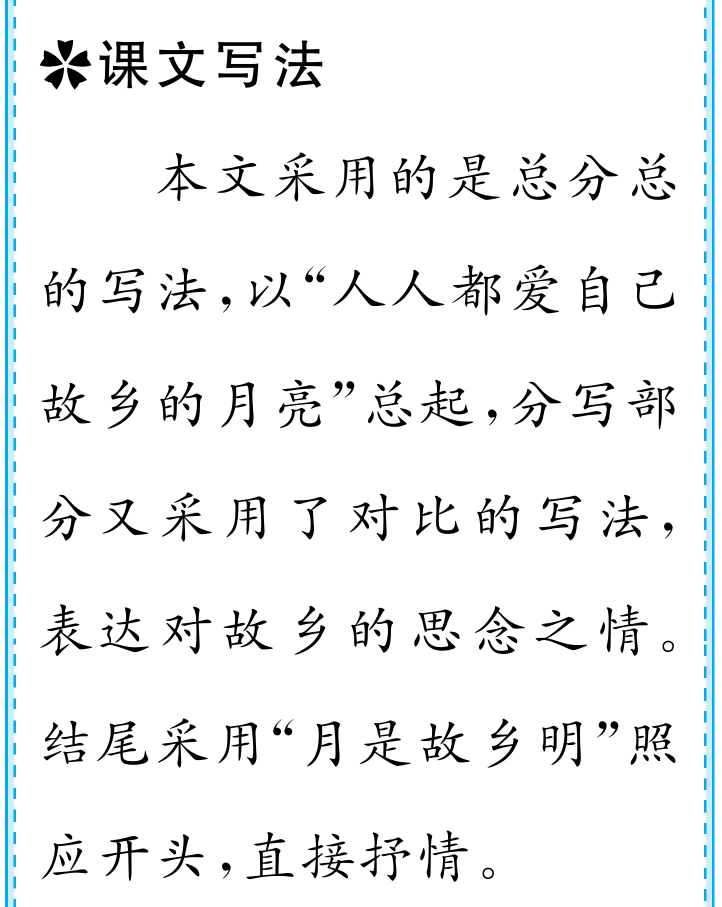 课文写法
本文采用的是总分总
的写法,以“人人都爱自己
故乡的月亮”总起,分写部
分又采用了对比的写法,
表达对故乡的思念之情。
结尾采用“月是故乡明”照
应开头,直接抒情。